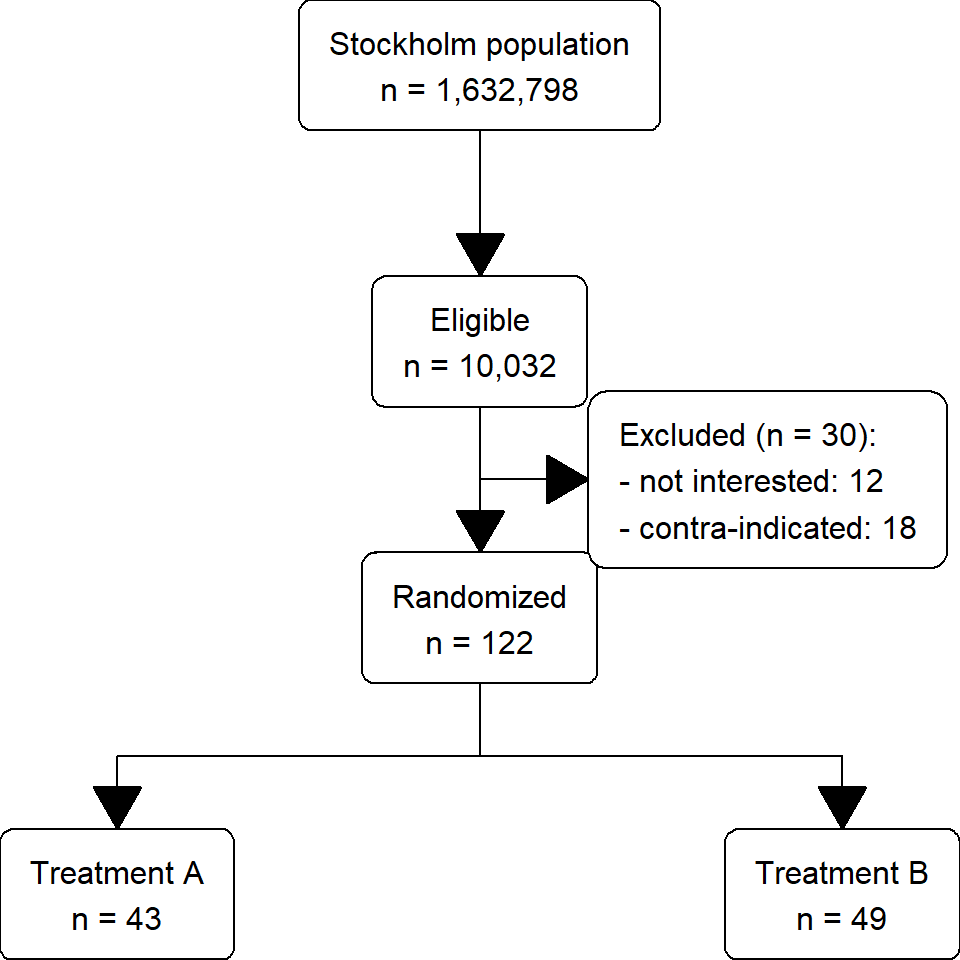 Stockholm population
n = 1,632,798
Eligible
n = 10,032
Excluded (n = 30):
- not interested: 12
- contra-indicated: 18
Randomized
n = 122
Treatment A
n = 43
Treatment B
n = 49